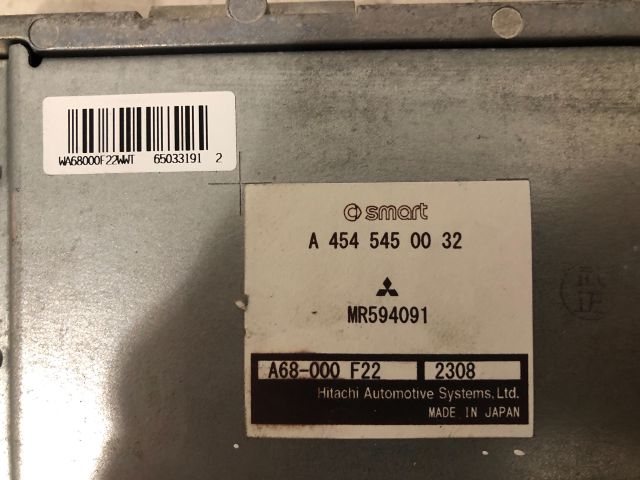 WA68000F22WWT 65033191 2
smart
A 454 545 00 32
MR594091
A68-000 F22 2308
Hitachi Automotive Systems, Ltd.
MADE IN JAPAN